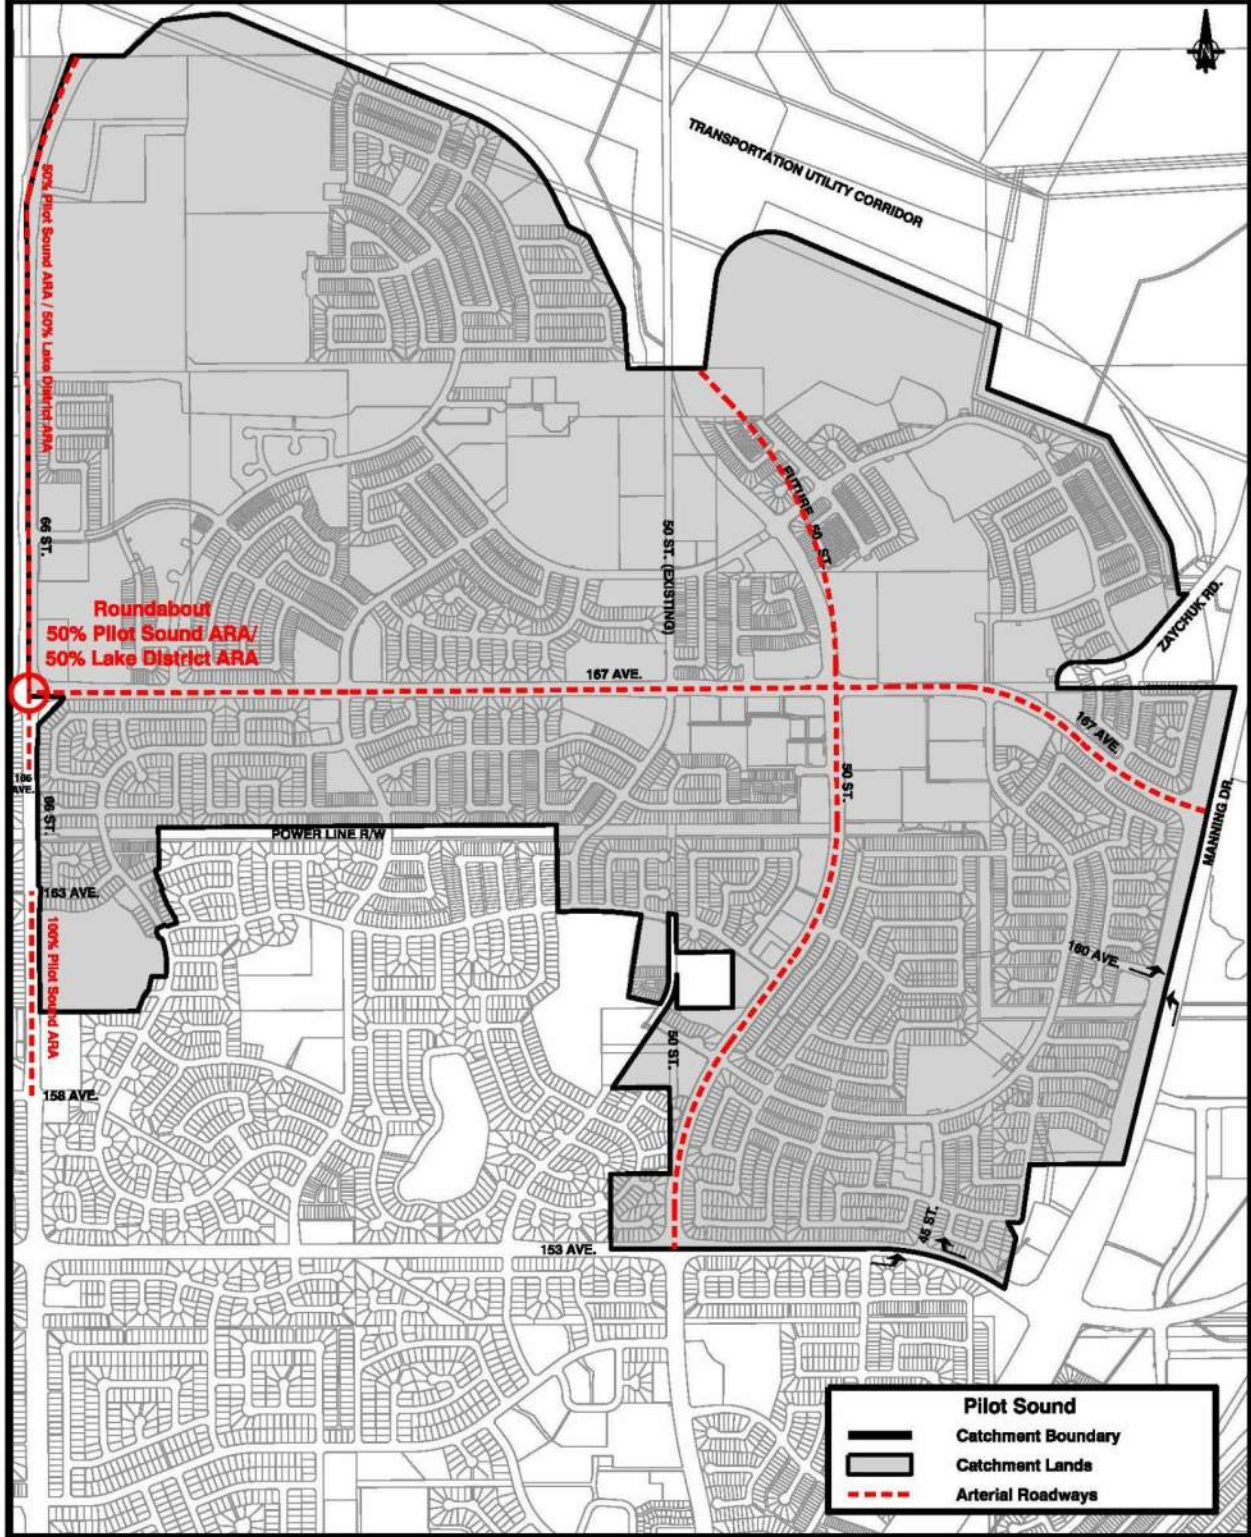 N
TRANSPORTATION UTILITY CORRIDOR
50% Pilot Sound ARA / 50% Lake District ARA
66 ST.
FUTURE 50 ST.
50 ST. (EXISTING)
ZAYCHUK RD.
Roundabout
50% Pilot Sound ARA/
50% Lake District ARA
167 AVE.
167 AVE.
166
AVE.
66 ST.
50 ST.
MANNING DR.
POWER LINE R/W
163 AVE.
100% Pilot Sound ARA
160 AVE.
50 ST.
158 AVE.
45 ST.
153 AVE.
Pilot Sound
Catchment Boundary
Catchment Lands
Arterial Roadways